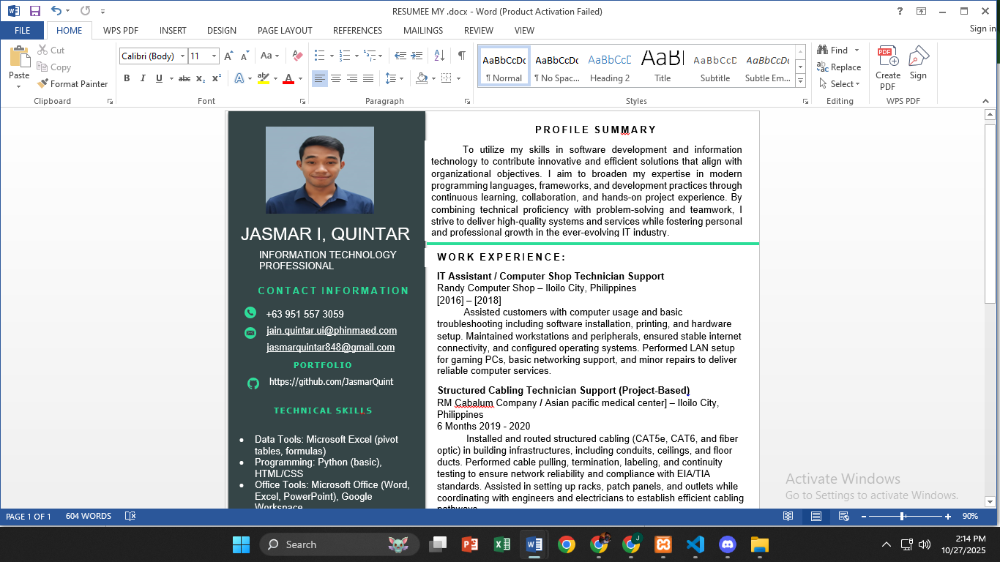 RESUMEE MY .docx - Word (Product Activation Failed)
FILE HOME WPS PDF INSERT DESIGN PAGE LAYOUT REFERENCES MAILINGS REVIEW VIEW Sign in
Paste
Cut
Copy
Format Painter
Clipboard
Calibri (Body) 11
Font
Paragraph
AaBbCcDc AaBbCcDc AaBbCcD AaB AaBbCcD AaBbCcD
¶ Normal ¶ No Spac... Heading 2 Title Subtitle Subtle Em...
Styles
Find
Replace
Select
Editing
Create PDF
Sign
WPS PDF
JASMAR I, QUINTAR
INFORMATION TECHNOLOGY
PROFESSIONAL
CONTACT INFORMATION
+63 951 557 3059
jain.quintar.ui@phinmaed.com
jasmarquintar848@gmail.com
PORTFOLIO
https://github.com/JasmarQuint
TECHNICAL SKILLS
• Data Tools: Microsoft Excel (pivot
tables, formulas)
• Programming: Python (basic),
HTML/CSS
• Office Tools: Microsoft Office (Word,
Excel, PowerPoint), Google
Workspace
PROFILE SUMMARY
To utilize my skills in software development and information
technology to contribute innovative and efficient solutions that align with
organizational objectives. I aim to broaden my expertise in modern
programming languages, frameworks, and development practices through
continuous learning, collaboration, and hands-on project experience. By
combining technical proficiency with problem-solving and teamwork, I
strive to deliver high-quality systems and services while fostering personal
and professional growth in the ever-evolving IT industry.
WORK EXPERIENCE:
IT Assistant / Computer Shop Technician Support
Randy Computer Shop – Iloilo City, Philippines
[2016] – [2018]
Assisted customers with computer usage and basic
troubleshooting including software installation, printing, and hardware
setup. Maintained workstations and peripherals, ensured stable internet
connectivity, and configured operating systems. Performed LAN setup
for gaming PCs, basic networking support, and minor repairs to deliver
reliable computer services.
Structured Cabling Technician Support (Project-Based)
RM Cabalum Company / Asian pacific medical center] – Iloilo City,
Philippines
6 Months 2019 - 2020
Installed and routed structured cabling (CAT5e, CAT6, and fiber
optic) in building infrastructures, including conduits, ceilings, and floor
ducts. Performed cable pulling, termination, labeling, and continuity
testing to ensure network reliability and compliance with EIA/TIA
standards. Assisted in setting up racks, patch panels, and outlets while
coordinating with engineers and electricians to establish efficient cabling
pathways.
Activate Windows
Go to Settings to activate Windows.
PAGE 1 OF 1 604 WORDS 90%
Search
2:14 PM
10/27/2025